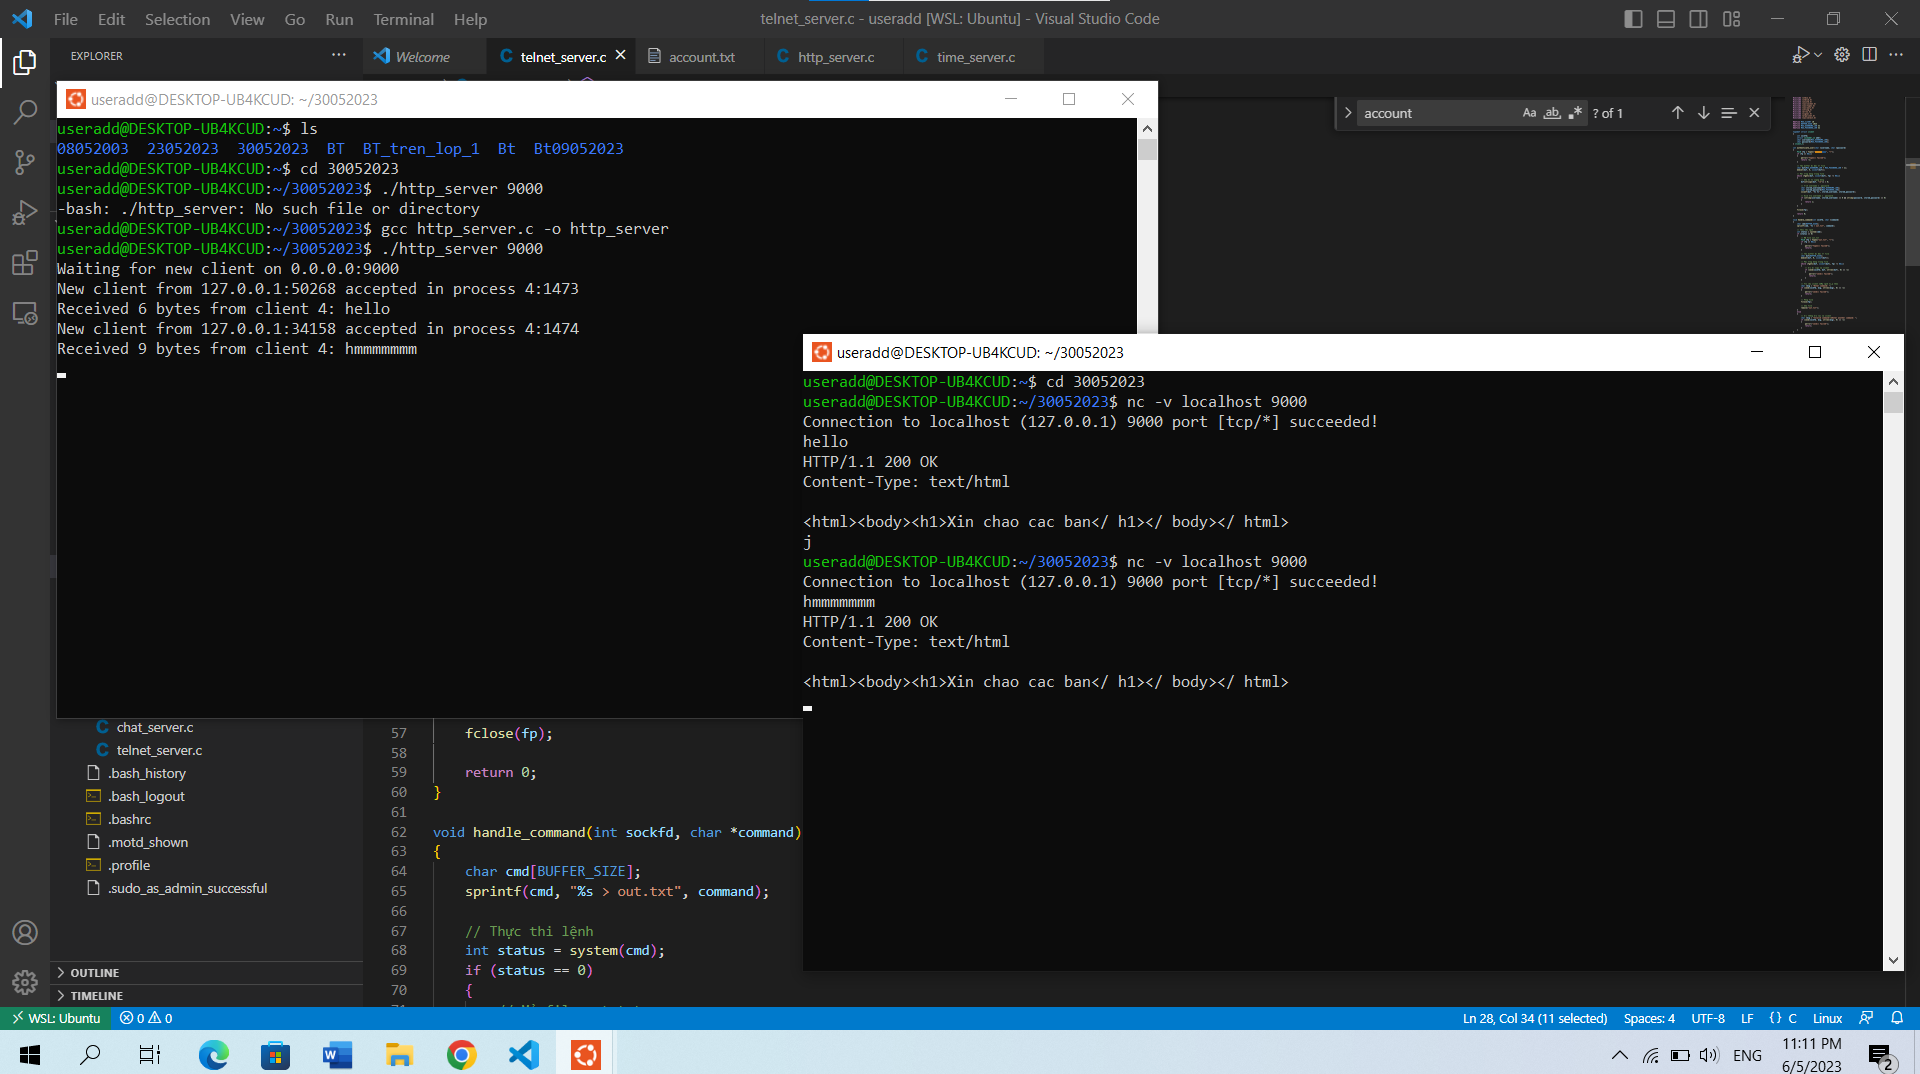 File Edit Selection View Go Run Terminal Help
telnet_server.c - useradd [WSL: Ubuntu] - Visual Studio Code
EXPLORER
Welcome
telnet_server.c
account.txt
http_server.c
time_server.c
account
Aa ab
? of 1
useradd@DESKTOP-UB4KCUD: ~/30052023
useradd@DESKTOP-UB4KCUD:~$ ls
08052003 23052023 30052023 BT BT_tren_lop_1 Bt Bt09052023
useradd@DESKTOP-UB4KCUD:~$ cd 30052023
useradd@DESKTOP-UB4KCUD:~/30052023$ ./http_server 9000
-bash: ./http_server: No such file or directory
useradd@DESKTOP-UB4KCUD:~/30052023$ gcc http_server.c -o http_server
useradd@DESKTOP-UB4KCUD:~/30052023$ ./http_server 9000
Waiting for new client on 0.0.0.0:9000
New client from 127.0.0.1:50268 accepted in process 4:1473
Received 6 bytes from client 4: hello
New client from 127.0.0.1:34158 accepted in process 4:1474
Received 9 bytes from client 4: hmmmmmmm
useradd@DESKTOP-UB4KCUD: ~/30052023
useradd@DESKTOP-UB4KCUD:~$ cd 30052023
useradd@DESKTOP-UB4KCUD:~/30052023$ nc -v localhost 9000
Connection to localhost (127.0.0.1) 9000 port [tcp/*] succeeded!
hello
HTTP/1.1 200 OK
Content-Type: text/html
<html><body><h1>Xin chao cac ban</ h1></ body></ html>
j
useradd@DESKTOP-UB4KCUD:~/30052023$ nc -v localhost 9000
Connection to localhost (127.0.0.1) 9000 port [tcp/*] succeeded!
hmmmmmmm
HTTP/1.1 200 OK
Content-Type: text/html
<html><body><h1>Xin chao cac ban</ h1></ body></ html>
chat_server.c
telnet_server.c
.bash_history
.bash_logout
.bashrc
.motd_shown
.profile
.sudo_as_admin_successful
OUTLINE
TIMELINE
57 fclose(fp);
58
59 return 0;
60 }
61
62 void handle_command(int sockfd, char *command)
63 {
64 char cmd[BUFFER_SIZE];
65 sprintf(cmd, "%s > out.txt", command);
66
67 // Thực thi lệnh
68 int status = system(cmd);
69 if (status == 0)
70 {
WSL: Ubuntu 0 0
Ln 28, Col 34 (11 selected) Spaces: 4 UTF-8 LF {} C Linux
ENG
11:11 PM
6/5/2023
2